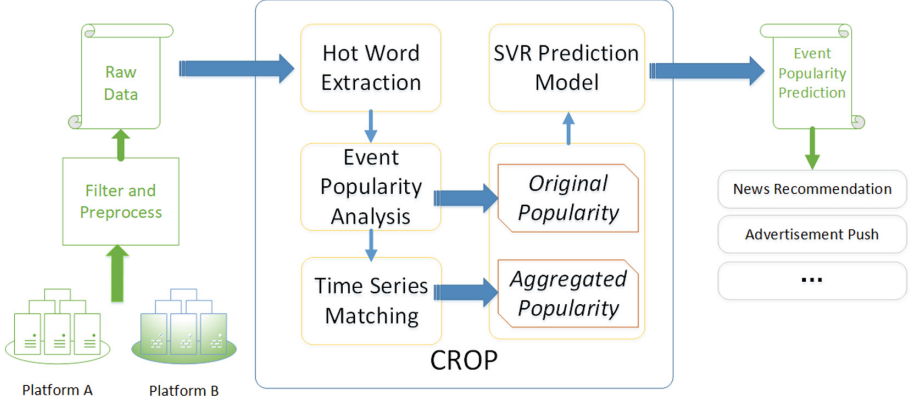 Raw
Data
Filter and
Preprocess
Platform A
Platform B
Hot Word
Extraction
Event
Popularity
Analysis
Time Series
Matching
SVR Prediction
Model
Original
Popularity
Aggregated
Popularity
CROP
Event
Popularity
Prediction
News Recommendation
Advertisement Push
...